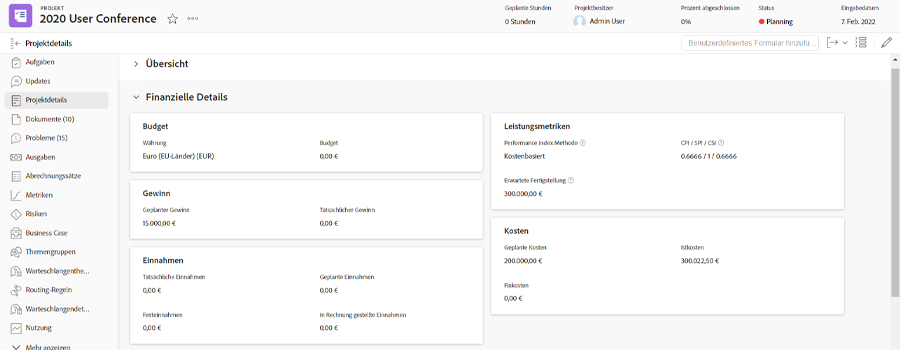 PROJEKT
2020 User Conference
Geplante Stunden
0 Stunden
Projektbesitzer
Admin User
Prozent abgeschlossen
0%
Status
Planning
Eingabedatum
7. Feb. 2022
Projektdetails
Benutzerdefiniertes Formular hinzufü...
Aufgaben
Updates
Projektdetails
Dokumente (10)
Probleme (15)
Ausgaben
Abrechnungssätze
Metriken
Risiken
Business Case
Themengruppen
Warteschlangenthe...
Routing-Regeln
Warteschlangendet...
Nutzung
Mehr anzeigen
Übersicht
Finanzielle Details
Budget
Währung
Euro (EU-Länder) (EUR)
Budget
0,00 €
Gewinn
Geplanter Gewinn
15.000,00 €
Tatsächlicher Gewinn
0,00 €
Einnahmen
Tatsächliche Einnahmen
0,00 €
Geplante Einnahmen
0,00 €
Festeinnahmen
0,00 €
In Rechnung gestellte Einnahmen
0,00 €
Leistungsmetriken
Performance Index Methode
Kostenbasiert
CPI / SPI / CSI
0.6666 / 1 / 0.6666
Erwartete Fertigstellung
300.000,00 €
Kosten
Geplante Kosten
200.000,00 €
Istkosten
300.022,50 €
Fixkosten
0,00 €